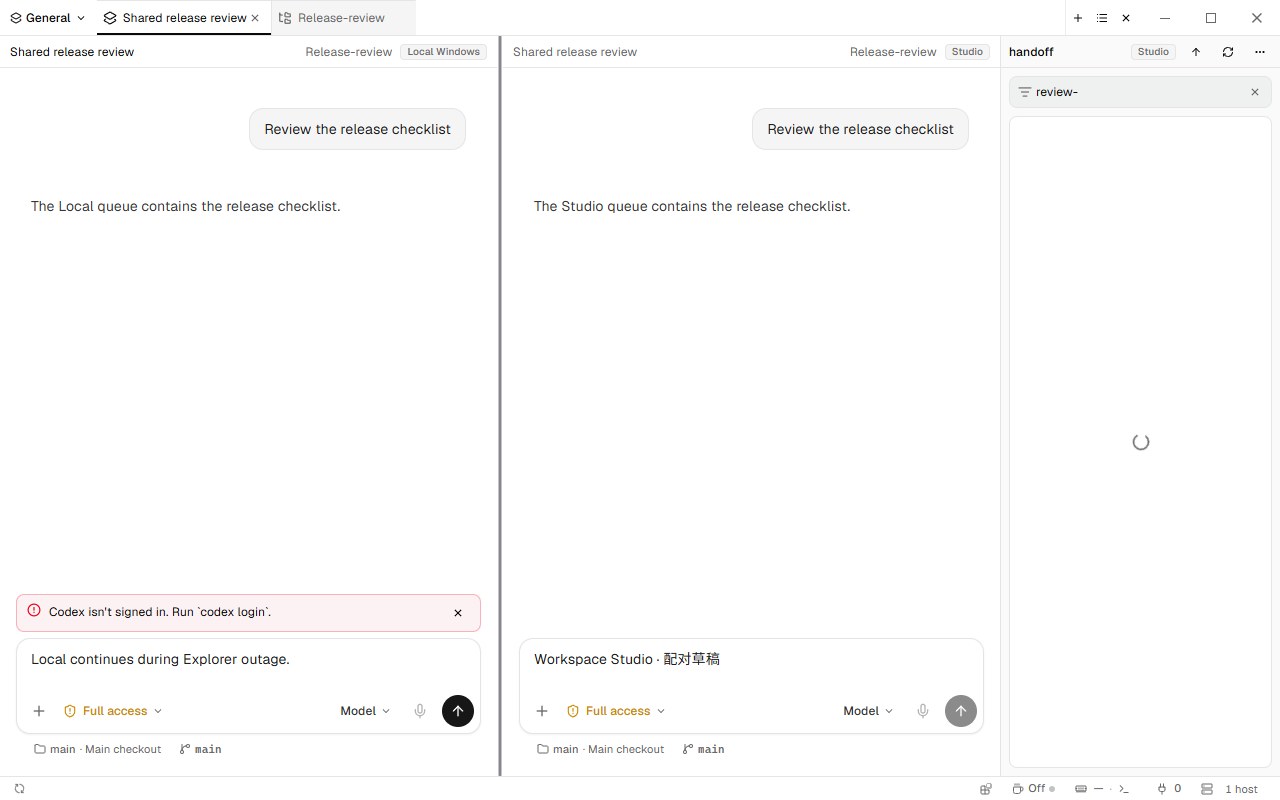 General
Shared release review
Release-review
Shared release review
Release-review
Local Windows
Shared release review
Release-review
Studio
handoff
Studio
review-
Review the release checklist
Review the release checklist
The Local queue contains the release checklist.
The Studio queue contains the release checklist.
Codex isn't signed in. Run `codex login`.
Local continues during Explorer outage.
Full access
Model
main · Main checkout
main
Workspace Studio · 配对草稿
Full access
Model
main · Main checkout
main
Off
0
1 host